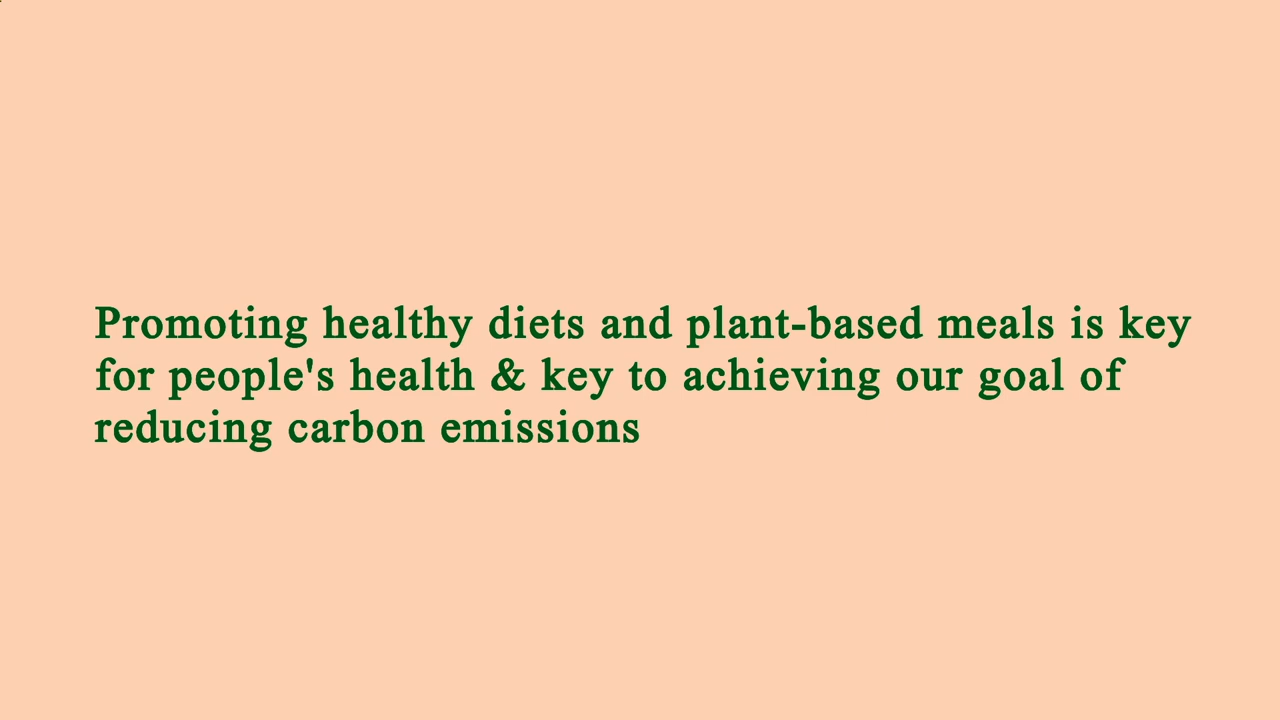 Promoting healthy diets and plant-based meals is key
for people's health & key to achieving our goal of
reducing carbon emissions